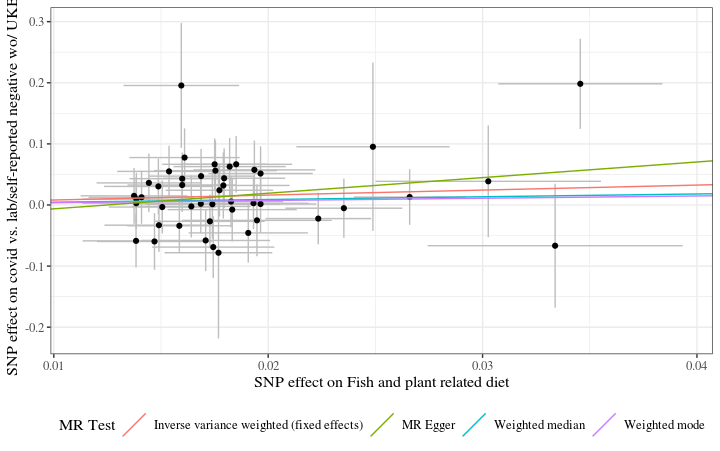 SNP effect on covid vs. lab/self-reported negative wo/
0.3
0.2
0.1
0.0
-0.1
-0.2
0.01 0.02 0.03 0.04
SNP effect on Fish and plant related diet
MR Test Inverse variance weighted (fixed effects) MR Egger Weighted median Weighted mode